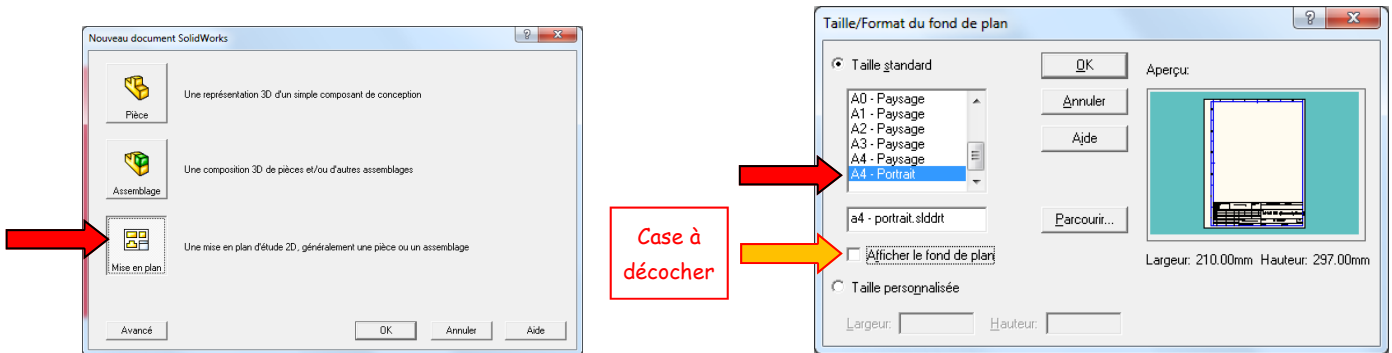 Nouveau document SolidWorks
Pièce
Une représentation 3D d'un simple composant de conception
Assemblage
Une composition 3D de pièces et/ou d'autres assemblages
Mise en plan
Une mise en plan d'étude 2D, généralement une pièce ou un assemblage
Avancé
OK
Annuler
Aide
Case à
décocher
Taille/Format du fond de plan
Taille standard
A0 - Paysage
A1 - Paysage
A2 - Paysage
A3 - Paysage
A4 - Paysage
A4 - Portrait
a4 - portrait.slddrt
Afficher le fond de plan
Taille personnalisée
Largeur:
Hauteur:
OK
Annuler
Aide
Parcourir...
Aperçu:
Largeur: 210.00mm Hauteur: 297.00mm